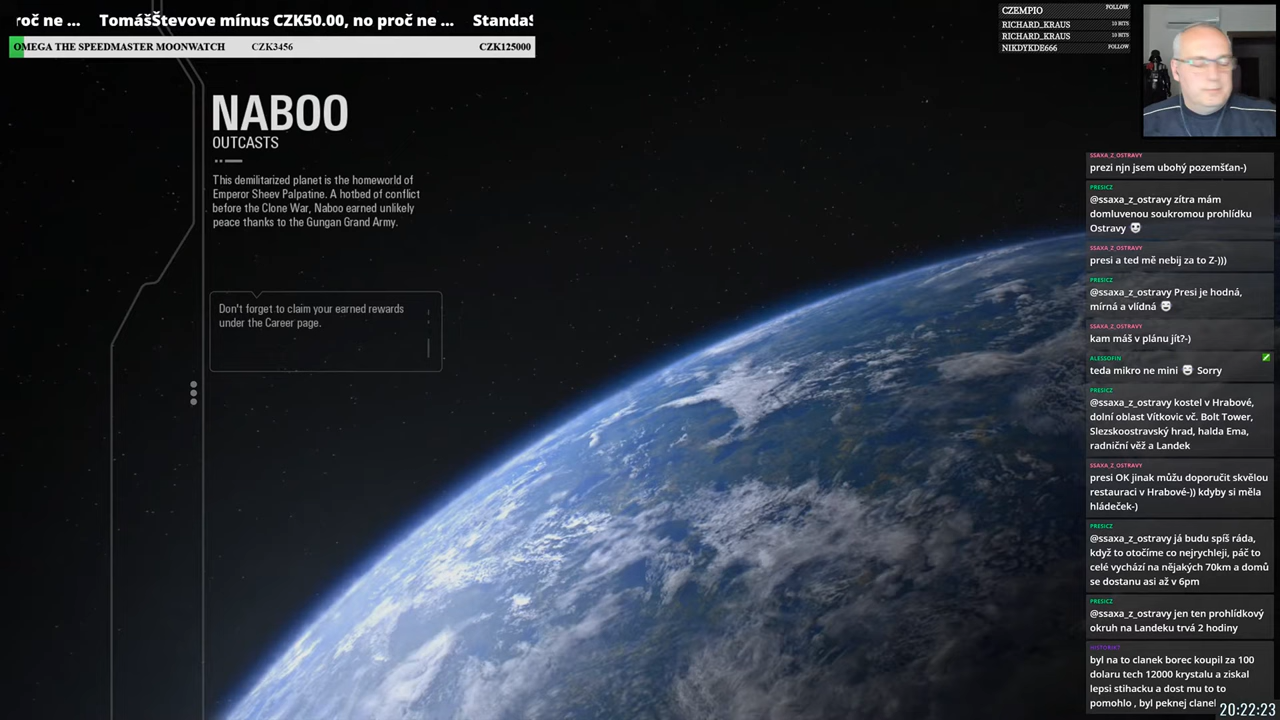 roč ne ... TomášŠtevove mínus CZK50.00, no proč ne ... Standa
OMEGA THE SPEEDMASTER MOONWATCH CZK3456 CZK125000
CZEMPIO FOLLOW
RICHARD_KRAUS 10 BITS
RICHARD_KRAUS 10 BITS
NIKDYKDE666 FOLLOW
NABOO
OUTCASTS
This demilitarized planet is the homeworld of
Emperor Sheev Palpatine. A hotbed of conflict
before the Clone War, Naboo earned unlikely
peace thanks to the Gungan Grand Army.
Don't forget to claim your earned rewards
under the Career page.
SSAXA_Z_OSTRAVY
prezi njn jsem ubohý pozemšťan-)
PRESICZ
@ssaxa_z_ostravy zítra mám
domluvenou soukromou prohlídku
Ostravy
SSAXA_Z_OSTRAVY
presi a ted mě nebij za to Z-)))
PRESICZ
@ssaxa_z_ostravy Presi je hodná,
mírná a vlídná
SSAXA_Z_OSTRAVY
kam máš v plánu jít?-)
ALESSOFIN
teda mikro ne mini Sorry
PRESICZ
@ssaxa_z_ostravy kostel v Hrabové,
dolní oblast Vítkovic vč. Bolt Tower,
Slezskoostravský hrad, halda Ema,
radniční věž a Landek
SSAXA_Z_OSTRAVY
presi OK jinak můžu doporučit skvělou
restauraci v Hrabové-)) kdyby si měla
hládeček-)
PRESICZ
@ssaxa_z_ostravy já budu spíš ráda,
když to otočíme co nejrychleji, páč to
celé vychází na nějakých 70km a domů
se dostanu asi až v 6pm
PRESICZ
@ssaxa_z_ostravy jen ten prohlídkový
okruh na Landeku trvá 2 hodiny
HISTORIKT
byl na to clanek borec koupil za 100
dolaru tech 12000 krystalu a ziskal
lepsi stihacku a dost mu to to
pomohlo , byl peknej clanel
20:22:23